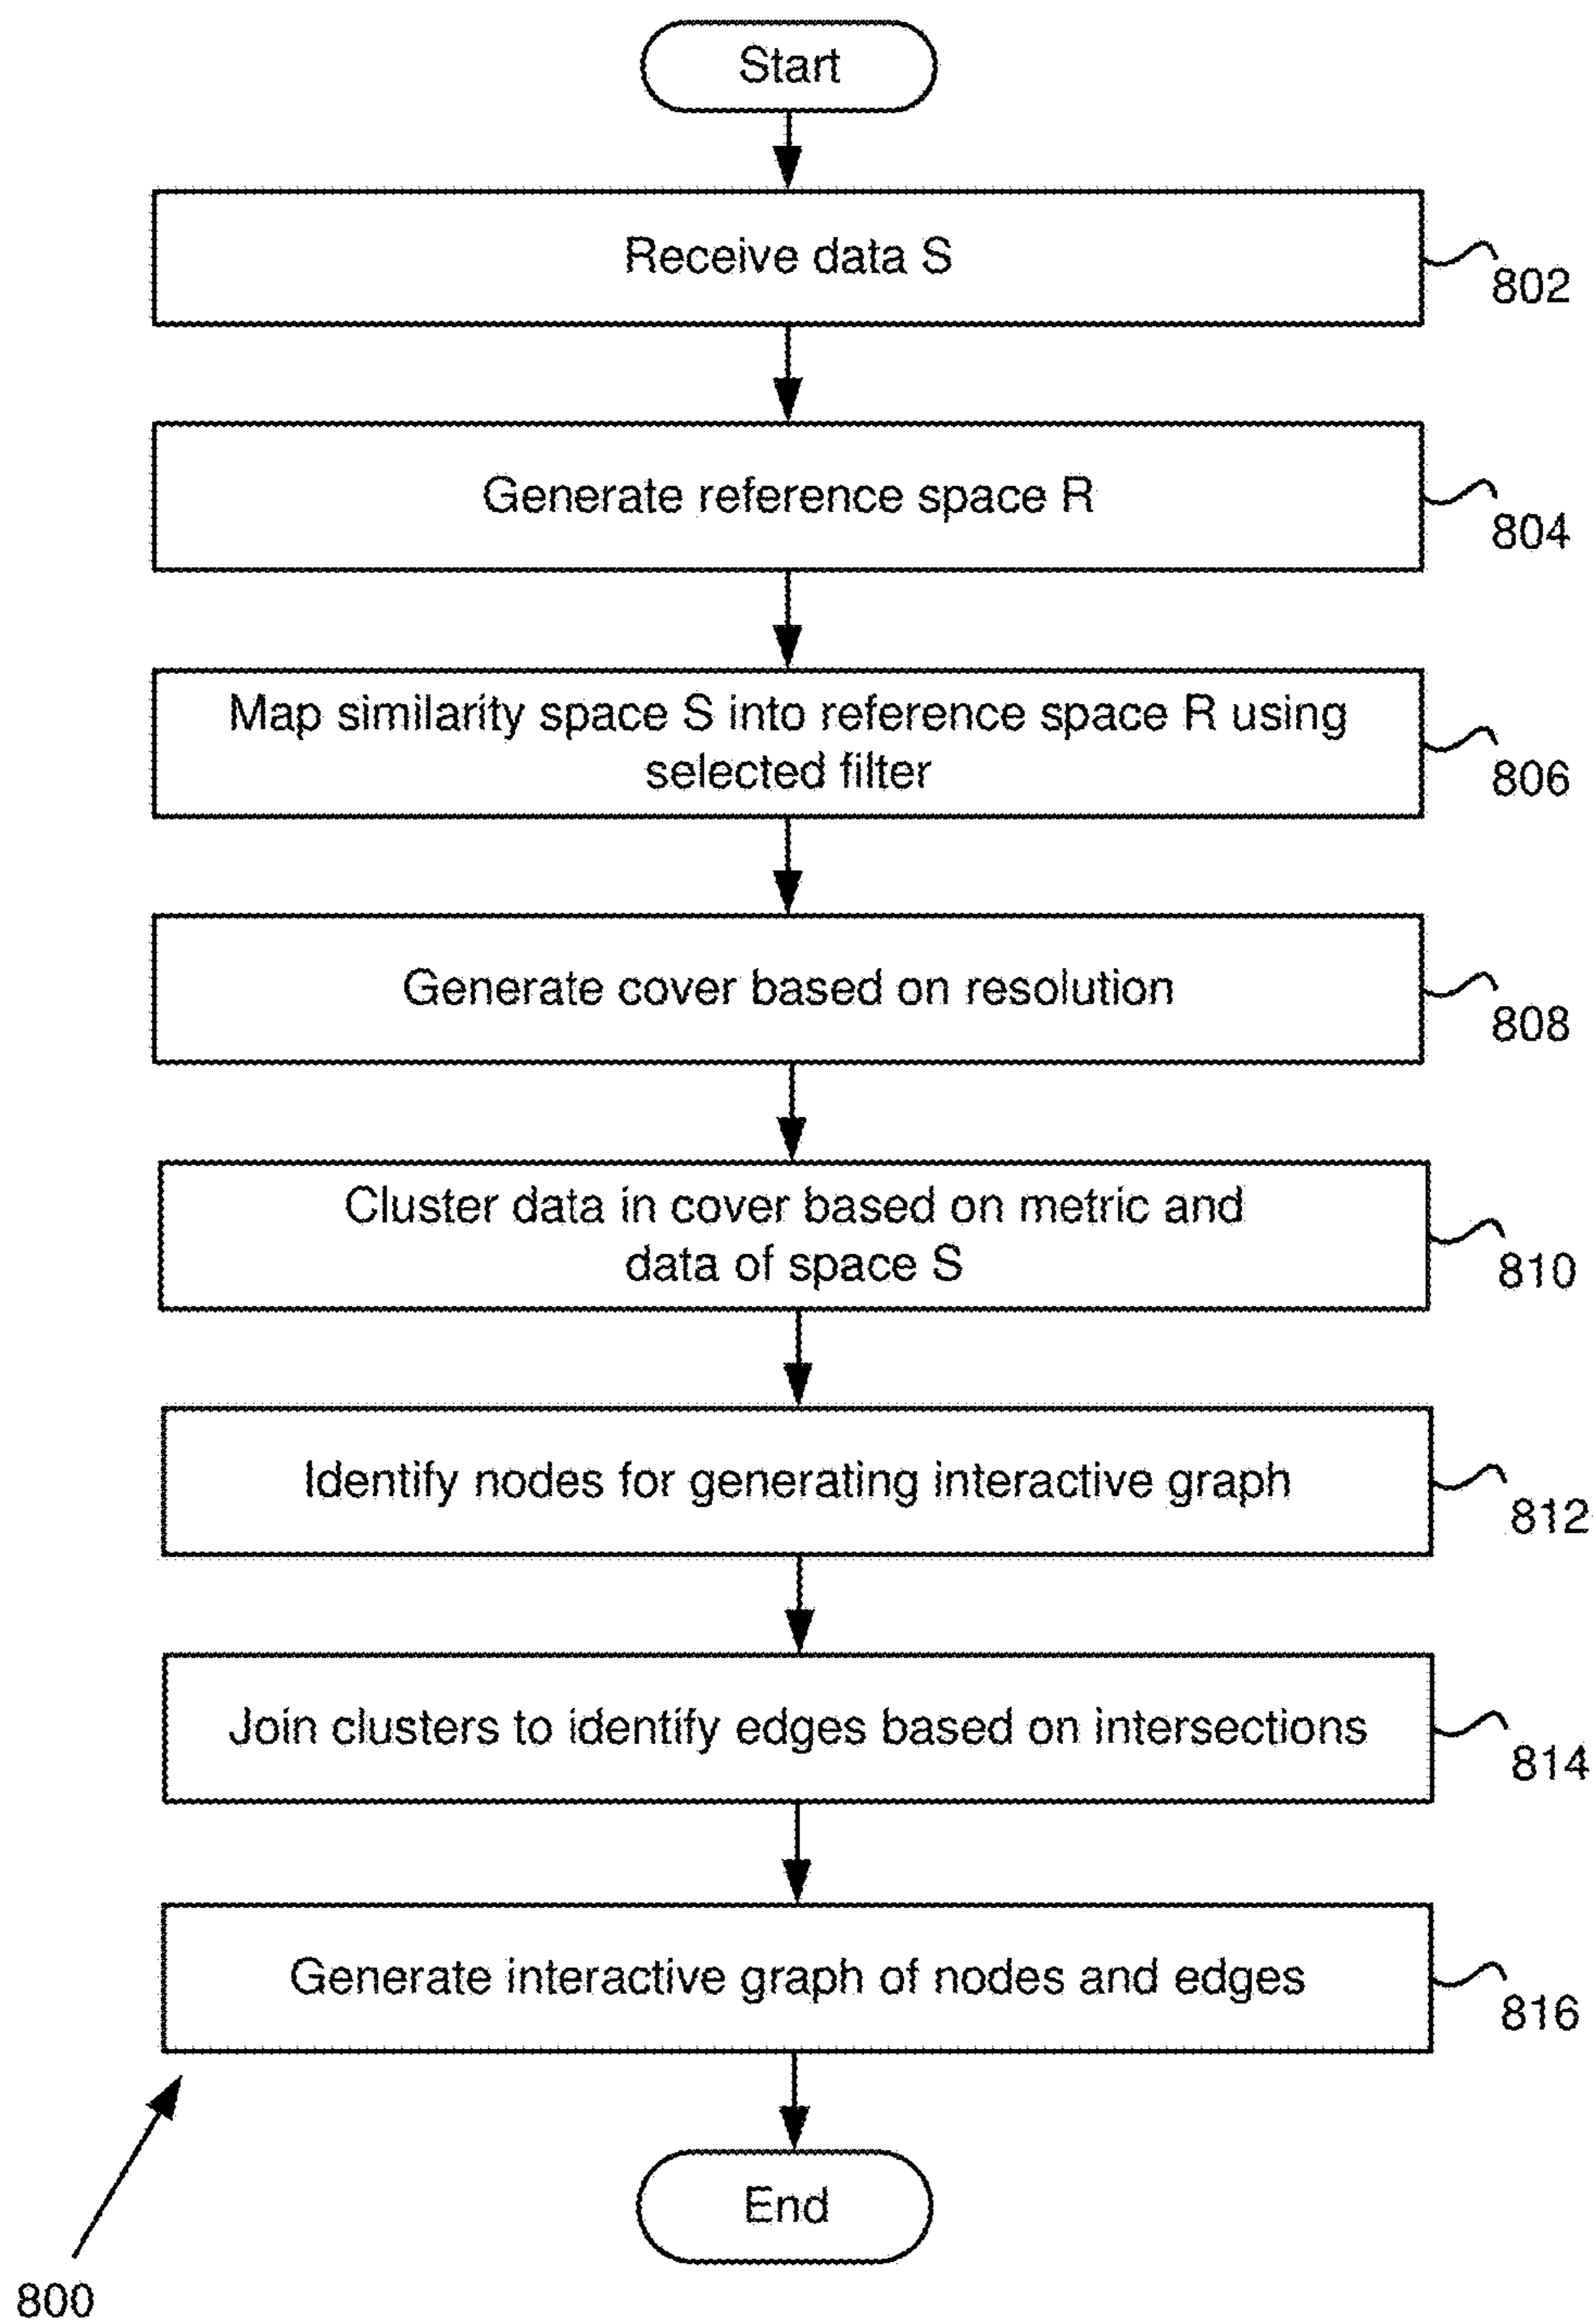 Start
Receive data S
802
Generate reference space R
804
Map similarity space S into reference space R using
selected filter
806
Generate cover based on resolution
808
Cluster data in cover based on metric and
data of space S
810
Identify nodes for generating interactive graph
812
Join clusters to identify edges based on intersections
814
Generate interactive graph of nodes and edges
816
End
800